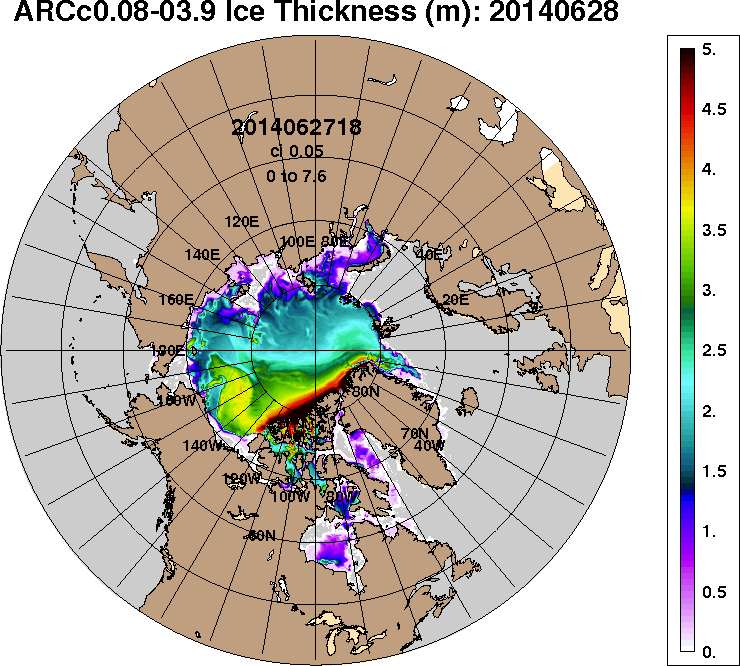 ARCc0.08-03.9 Ice Thickness (m): 20140628
2014062718
ci 0.05
0 to 7.6
120E
100E 80E
140E
40E
160E
20E
180E
160W
80N
70N
140W
40W
120W
100W 80W
60N
5.
4.5
4.
3.5
3.
2.5
2.
1.5
1.
0.5
0.